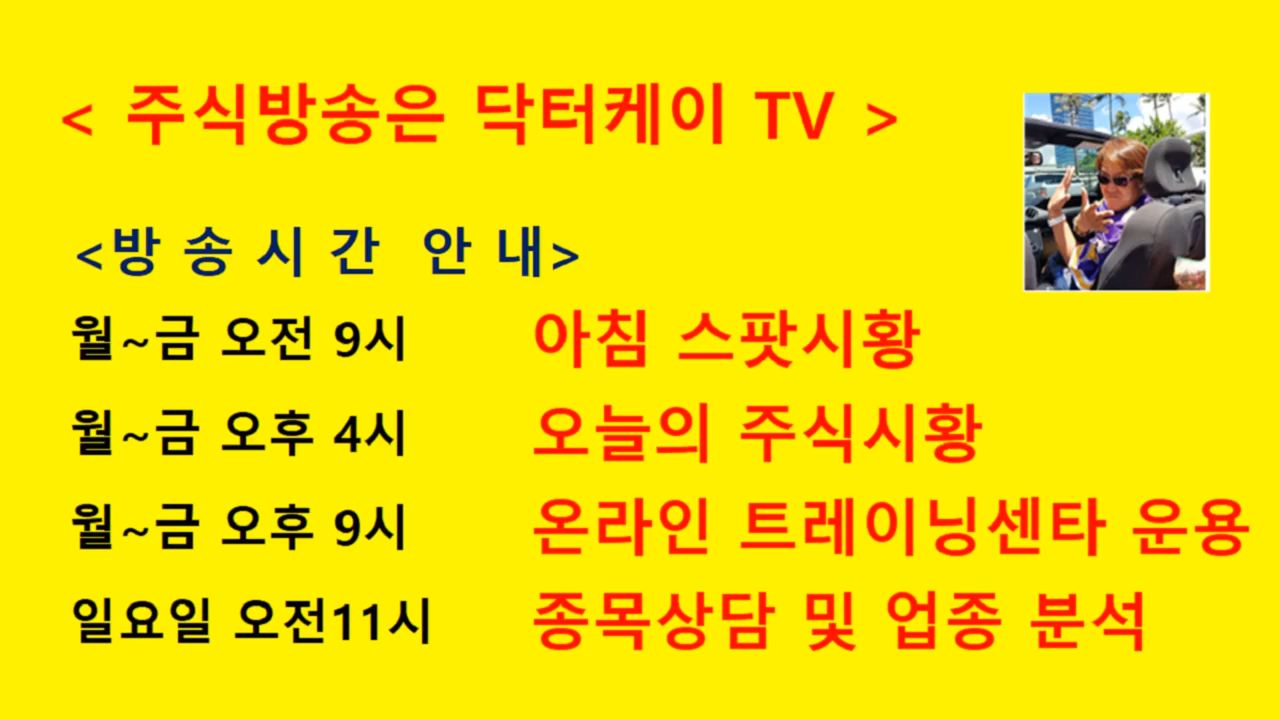 < 주식방송은 닥터케이 TV >
<방 송 시 간 안 내>
월~금 오전 9시 아침 스팟시황
월~금 오후 4시 오늘의 주식시황
월~금 오후 9시 온라인 트레이닝센타 운용
일요일 오전11시 종목상담 및 업종 분석